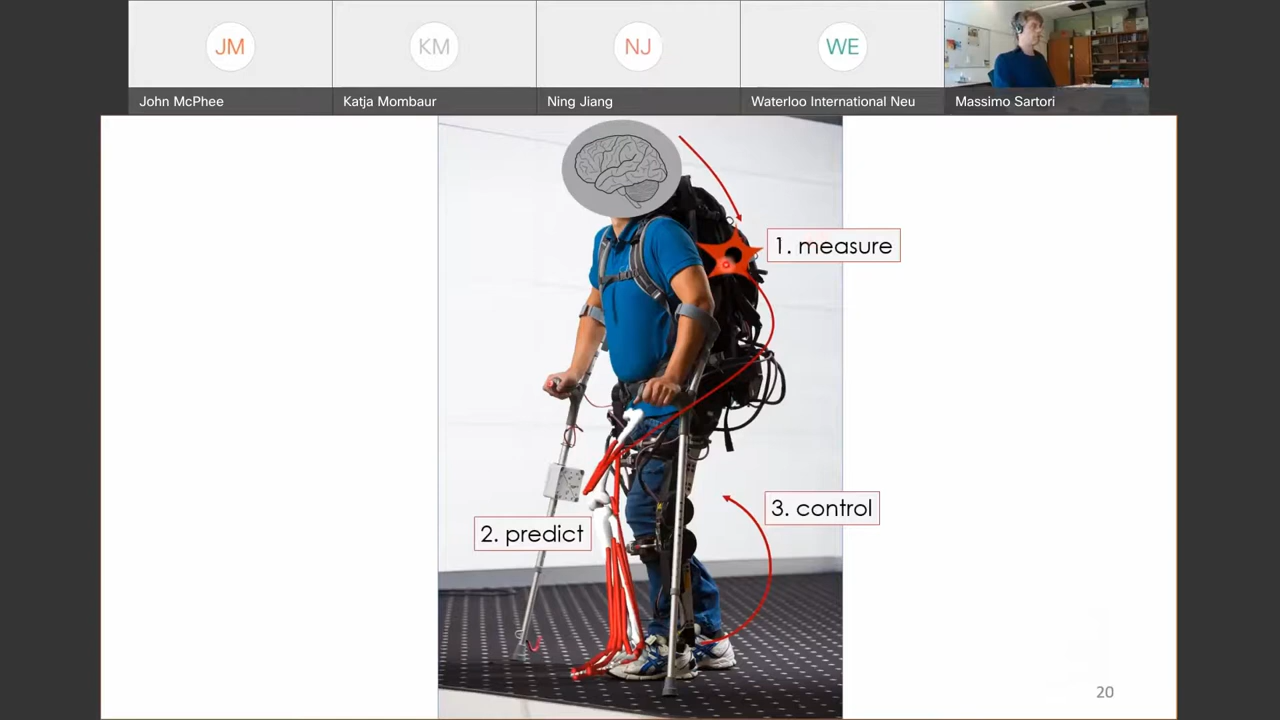 JM
KM
NJ
WE
John McPhee
Katja Mombaur
Ning Jiang
Waterloo International Neu
Massimo Sartori
1. measure
3. control
2. predict
20